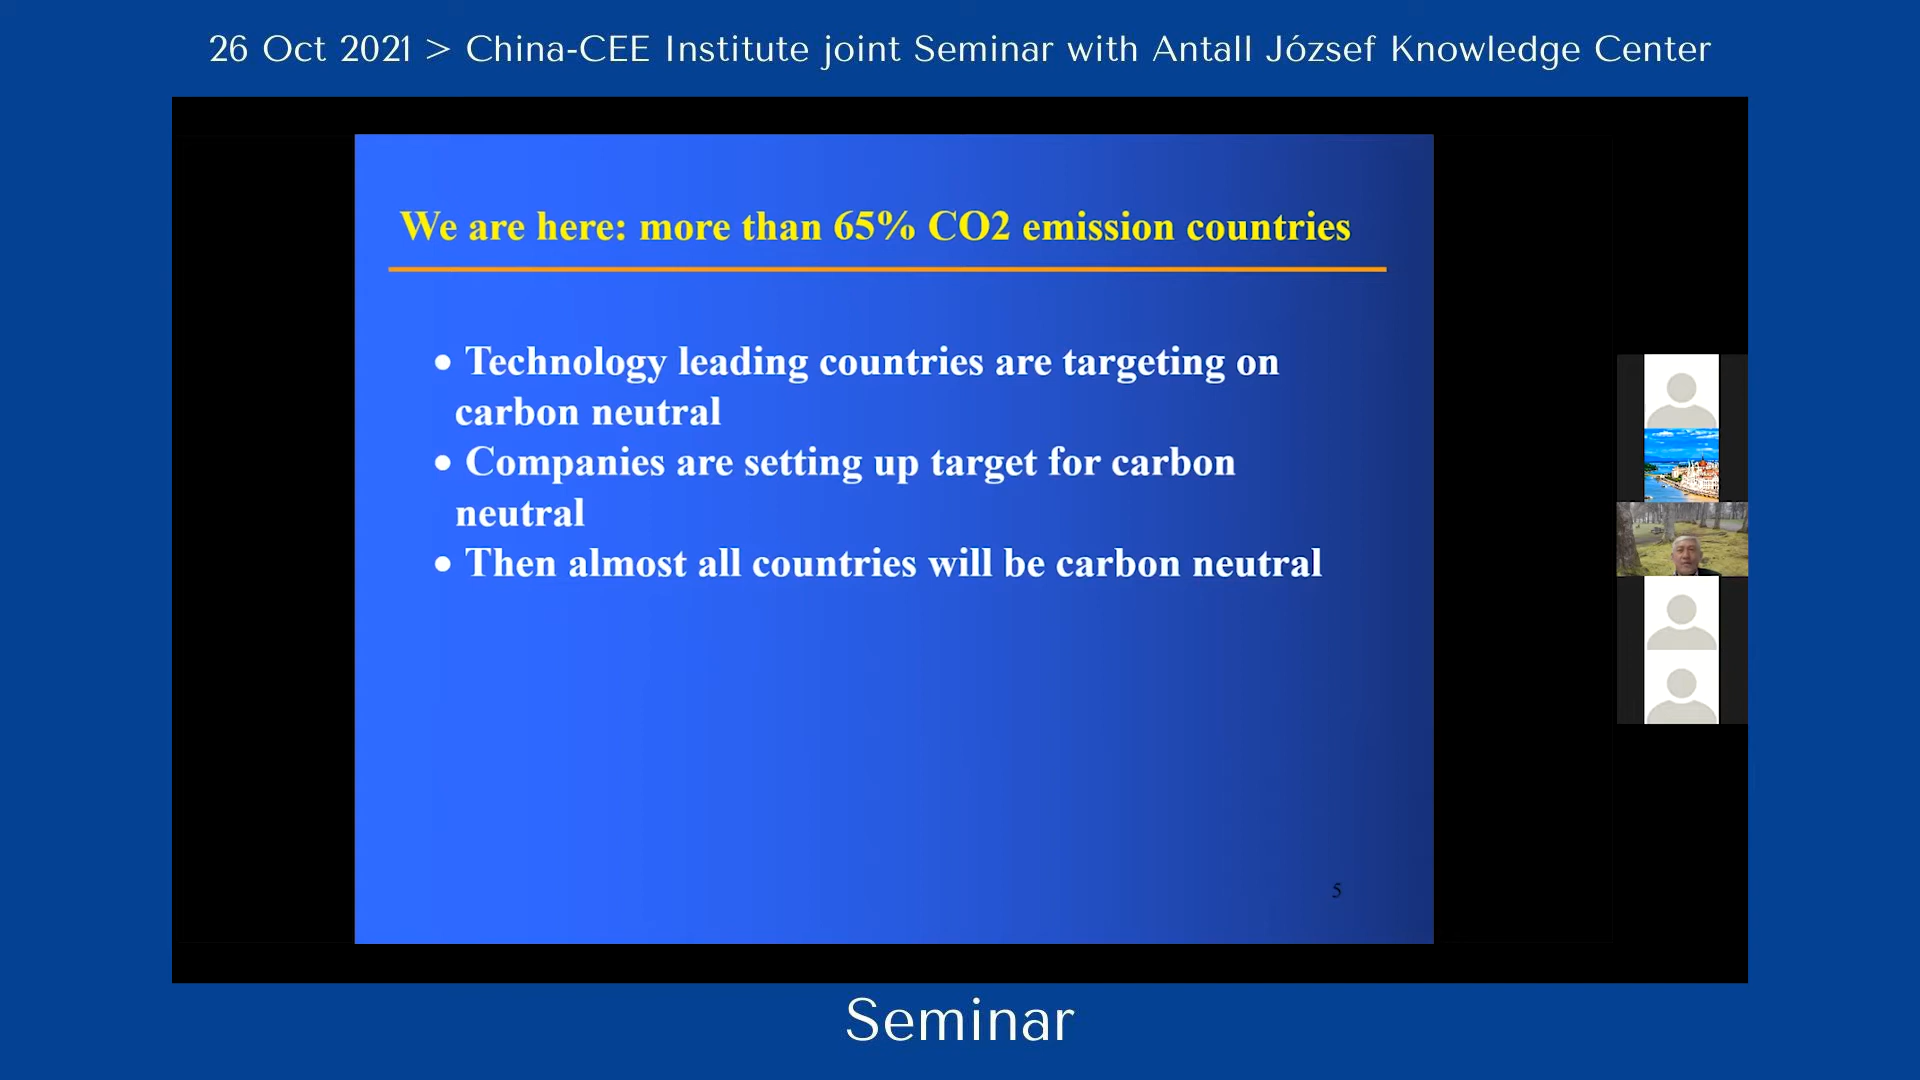 26 Oct 2021 > China-CEE Institute joint Seminar with Antall József Knowledge Center
We are here: more than 65% CO2 emission countries
• Technology leading countries are targeting on
carbon neutral
• Companies are setting up target for carbon
neutral
• Then almost all countries will be carbon neutral
5
Seminar